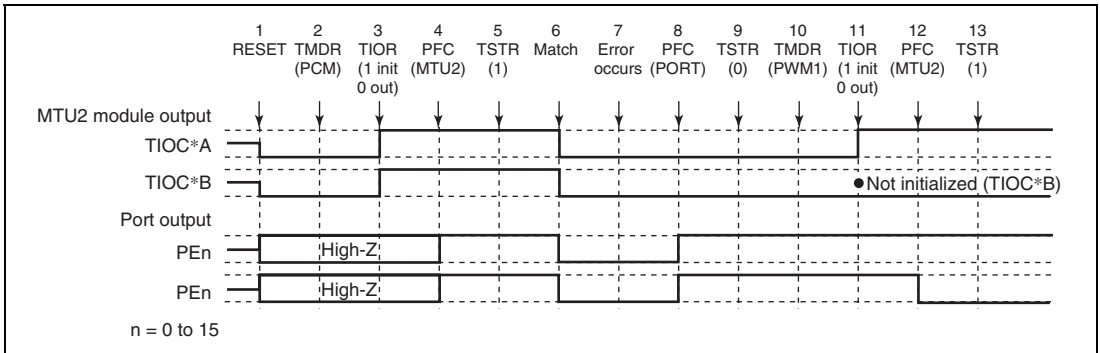 1 2 3 4 5 6 7 8 9 10 11 12 13
RESET TMDR TIOR PFC TSTR Match Error PFC TSTR TMDR TIOR PFC TSTR
(PCM) (1 init (MTU2) (1) occurs (PORT) (0) (PWM1) (1 init (MTU2) (1)
0 out) 0 out)
MTU2 module output
TIOC*A
TIOC*B
Not initialized (TIOC*B)
Port output
PEn
High-Z
PEn
High-Z
n = 0 to 15